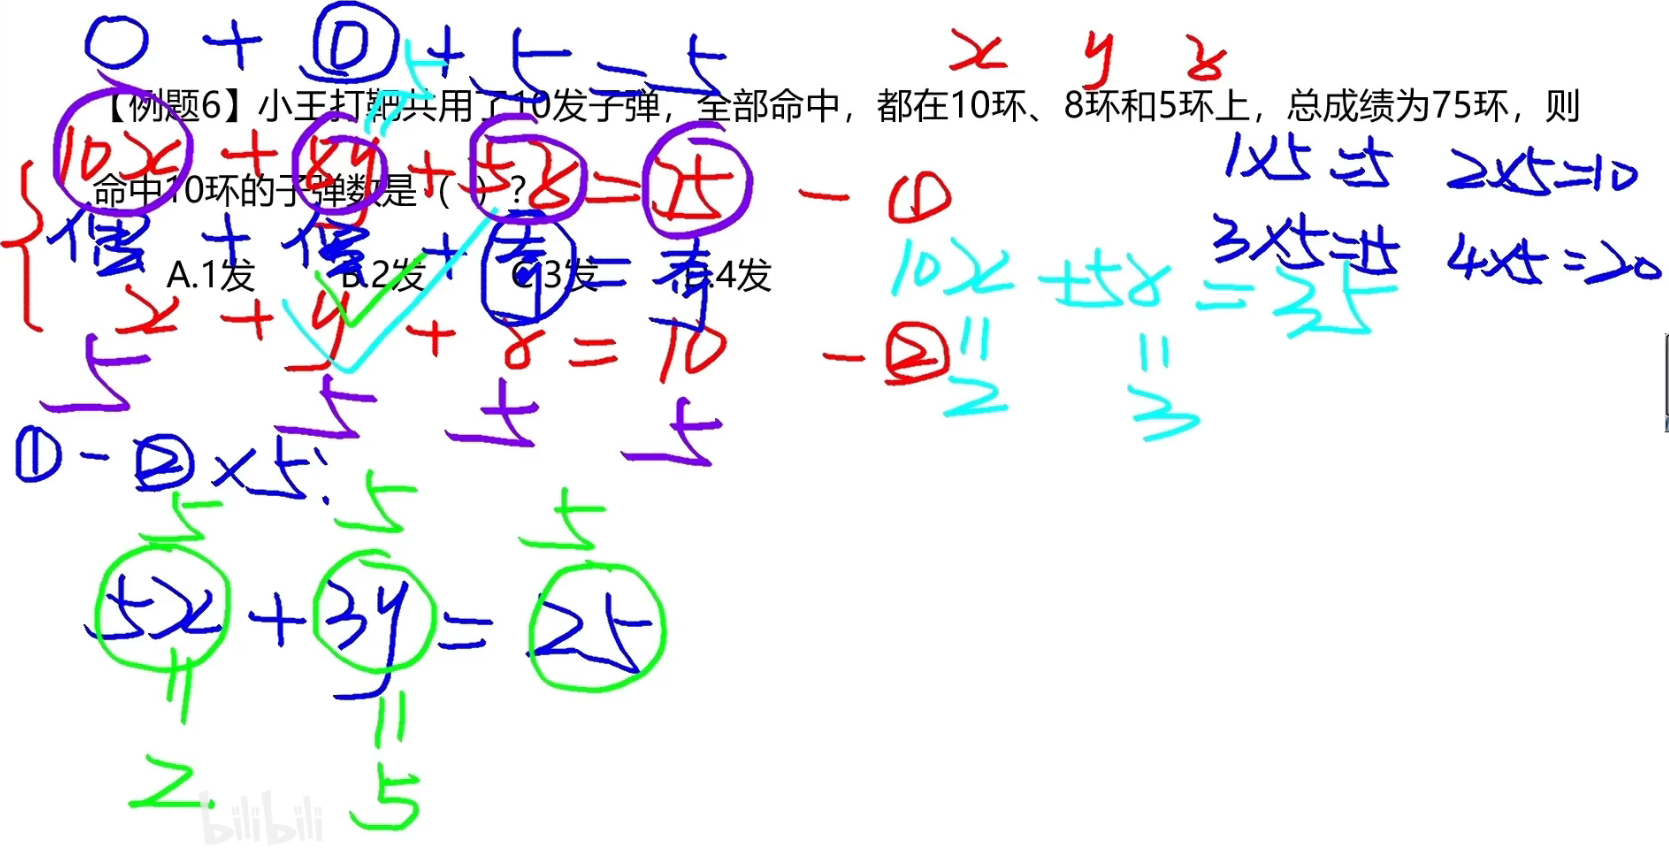 0 + 0 + 5 = 5
x y z
【例题6】小王打靶共用了10发子弹，全部命中，都在10环、8环和5环上，总成绩为75环，则
10x + 8y + 5z = 75 — ①
1×5=5 2×5=10
命中10环的子弹数是（ ）？
偶 + 偶 + 奇 = 奇
3×5=15 4×5=20
A.1发 B.2发 C.3发 D.4发
10x + 5z = 35
x + y + z = 10 — ②
2 3
5 5 5 5
① - ② × 5:
5 5 5
5x + 3y = 25
2 5
bilibili